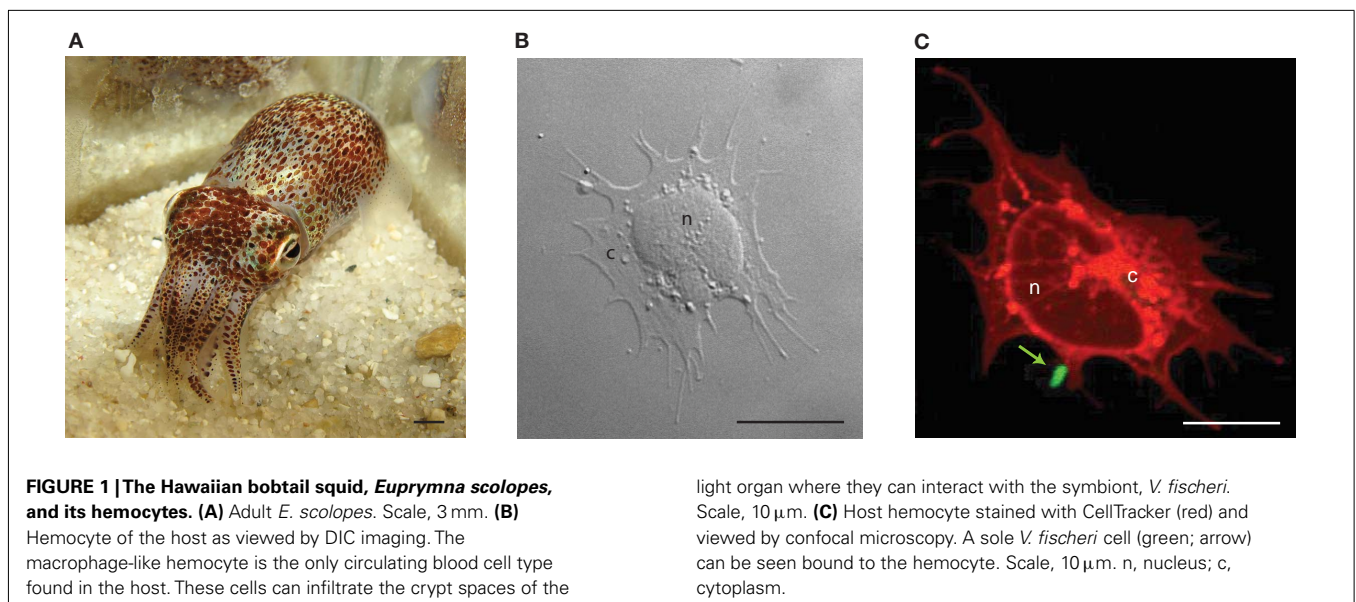 A
B
C
n
c
n
c
FIGURE 1 | The Hawaiian bobtail squid, Euprymna scolopes,
and its hemocytes. (A) Adult E. scolopes. Scale, 3 mm. (B)
Hemocyte of the host as viewed by DIC imaging. The
macrophage-like hemocyte is the only circulating blood cell type
found in the host. These cells can infiltrate the crypt spaces of the
light organ where they can interact with the symbiont, V. fischeri.
Scale, 10 μm. (C) Host hemocyte stained with CellTracker (red) and
viewed by confocal microscopy. A sole V. fischeri cell (green; arrow)
can be seen bound to the hemocyte. Scale, 10 μm. n, nucleus; c,
cytoplasm.